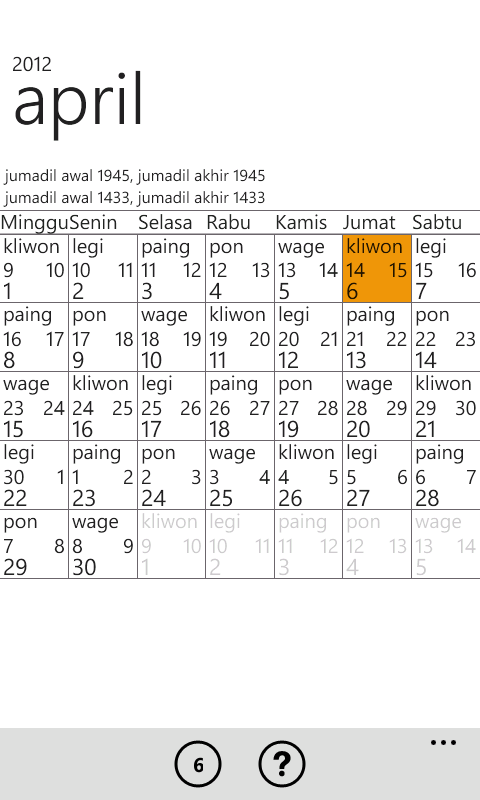 2012
april
jumadil awal 1945, jumadil akhir 1945
jumadil awal 1433, jumadil akhir 1433
Minggu Senin Selasa Rabu Kamis Jumat Sabtu
kliwon legi paing pon wage kliwon legi
9 10 10 11 11 12 12 13 13 14 14 15 15 16
1 2 3 4 5 6 7
paing pon wage kliwon legi paing pon
16 17 17 18 18 19 19 20 20 21 21 22 22 23
8 9 10 11 12 13 14
wage kliwon legi paing pon wage kliwon
23 24 24 25 25 26 26 27 27 28 28 29 29 30
15 16 17 18 19 20 21
legi paing pon wage kliwon legi paing
30 1 1 2 2 3 3 4 4 5 5 6 6 7
22 23 24 25 26 27 28
pon wage kliwon legi paing pon wage
7 8 8 9 9 10 10 11 11 12 12 13 13 14
29 30 1 2 3 4 5
6 ? ...